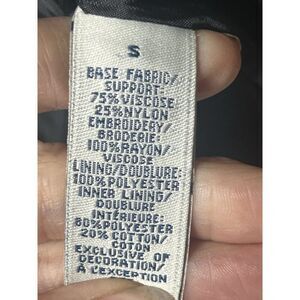 S
BASE FABRIC/
SUPPORT:
75% VISCOSE
25% NYLON
EMBROIDERY/
BRODERIE:
100% RAYON/
VISCOSE
LINING/DOUBLURE:
100% POLYESTER
INNER LINING/
DOUBLURE
INTÉRIEURE:
80% POLYESTER
20% COTTON/
COTON
EXCLUSIVE OF
DECORATION/
À L'EXCEPTION